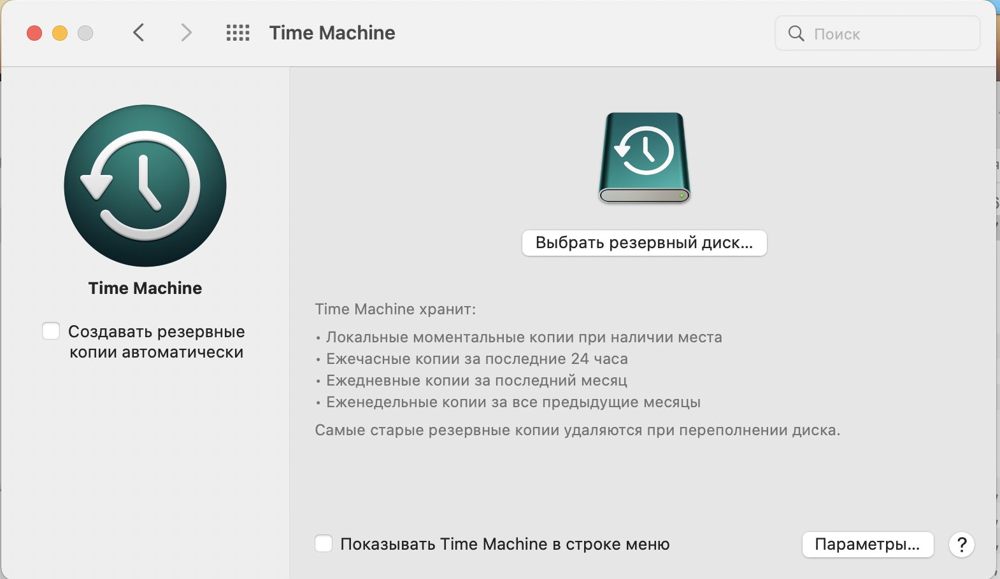 Time Machine
Поиск
Выбрать резервный диск...
Time Machine
Создавать резервные
копии автоматически
Time Machine хранит:
• Локальные моментальные копии при наличии места
• Ежечасные копии за последние 24 часа
• Ежедневные копии за последний месяц
• Еженедельные копии за все предыдущие месяцы
Самые старые резервные копии удаляются при переполнении диска.
Показывать Time Machine в строке меню
Параметры...
?